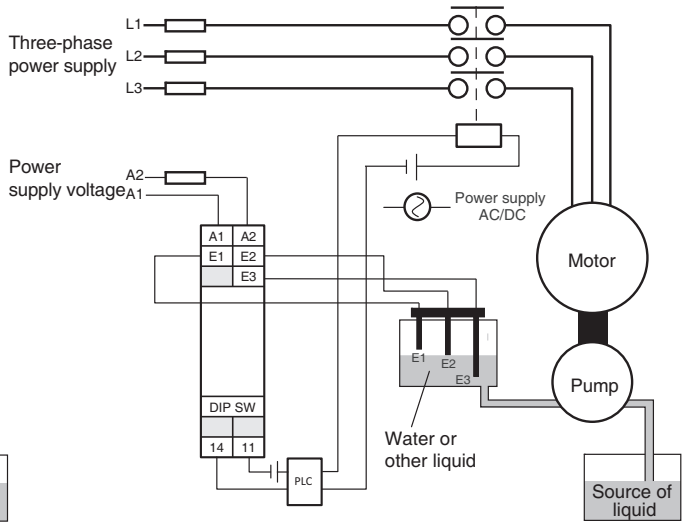 L1
Three-phase
power supply
L2
L3
Power
supply voltage
A2
A1
Power supply
AC/DC
A1 A2
E1 E2
E3
Motor
E1
E2
E3
DIP SW
Pump
14 11
PLC
Water or
other liquid
Source of
liquid